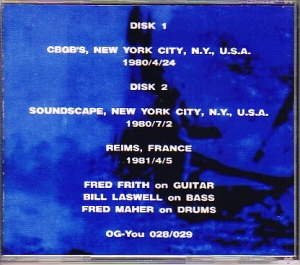 DISK 1
CBGB'S, NEW YORK CITY, N.Y., U.S.A.
1980/4/24
DISK 2
SOUNDSCAPE, NEW YORK CITY, N.Y., U.S.A.
1980/7/2
REIMS, FRANCE
1981/4/5
FRED FRITH on GUITAR
BILL LASWELL on BASS
FRED MAHER on DRUMS
OG-You 028/029